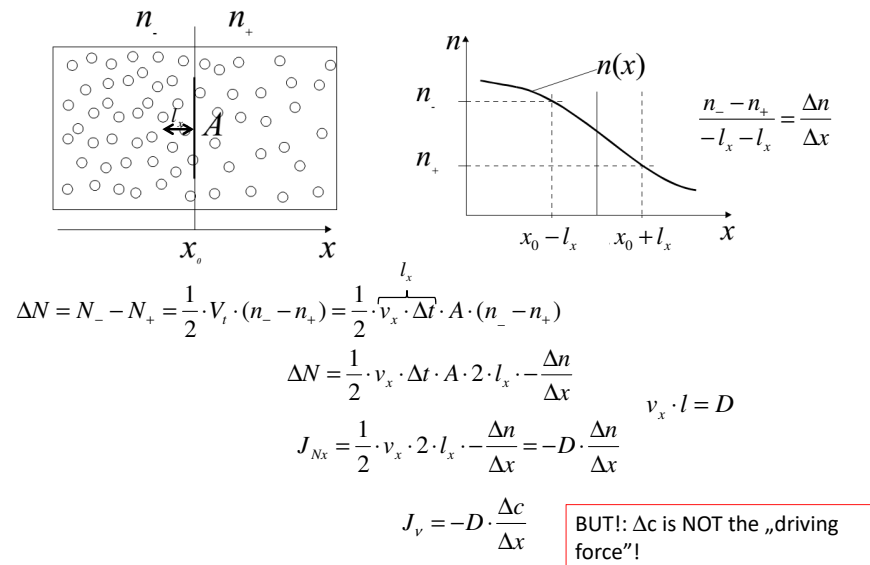 n₋ n₊
lₓ A
x₀ x
n
n(x)
n₋
n₊
(n₋ − n₊)/(−lₓ − lₓ) = Δn/Δx
x₀ − lₓ x₀ + lₓ x
lₓ
ΔN = N₋ − N₊ = 1/2 · Vₜ · (n₋ − n₊) = 1/2 · vₓ · Δt · A · (n₋ − n₊)
ΔN = 1/2 · vₓ · Δt · A · 2 · lₓ · − Δn/Δx
vₓ · l = D
J_Nx = 1/2 · vₓ · 2 · lₓ · − Δn/Δx = −D · Δn/Δx
J_ν = −D · Δc/Δx
BUT!: Δc is NOT the „driving
force”!